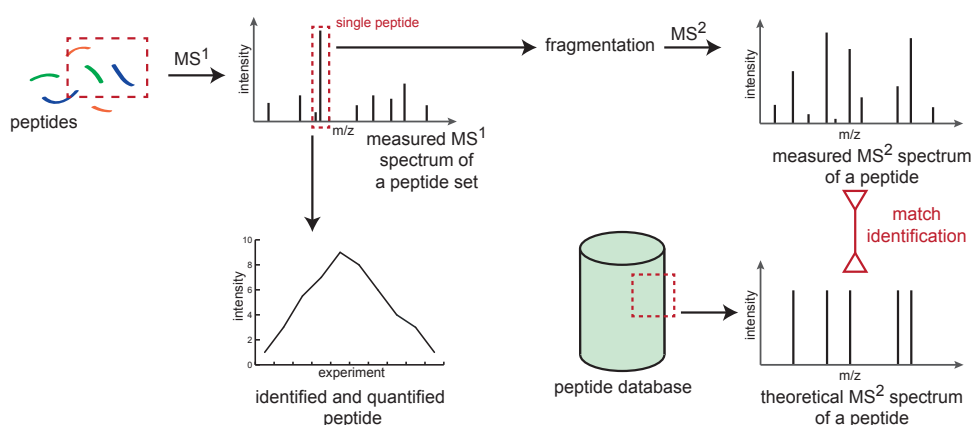 peptides
MS1
intensity
single peptide
m/z
measured MS1
spectrum of
a peptide set
fragmentation
MS2
intensity
m/z
measured MS2 spectrum
of a peptide
match
identification
intensity
10
8
6
4
2
0
experiment
identified and quantified
peptide
peptide database
intensity
m/z
theoretical MS2 spectrum
of a peptide